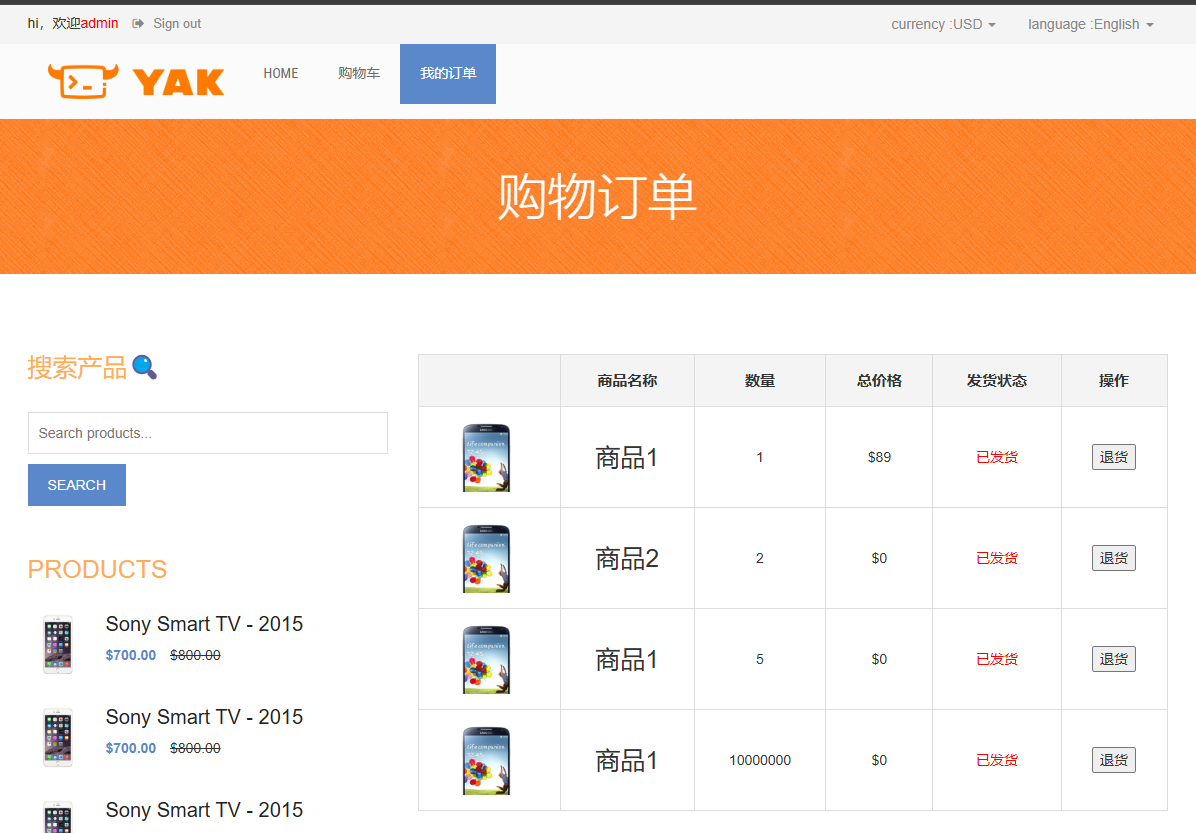 hi，欢迎admin Sign out currency :USD language :English
YAK HOME 购物车 我的订单
购物订单
搜索产品
Search products...
SEARCH
PRODUCTS
Sony Smart TV - 2015
$700.00 $800.00
Sony Smart TV - 2015
$700.00 $800.00
Sony Smart TV - 2015
商品名称 数量 总价格 发货状态 操作
商品1 1 $89 已发货 退货
商品2 2 $0 已发货 退货
商品1 5 $0 已发货 退货
商品1 10000000 $0 已发货 退货